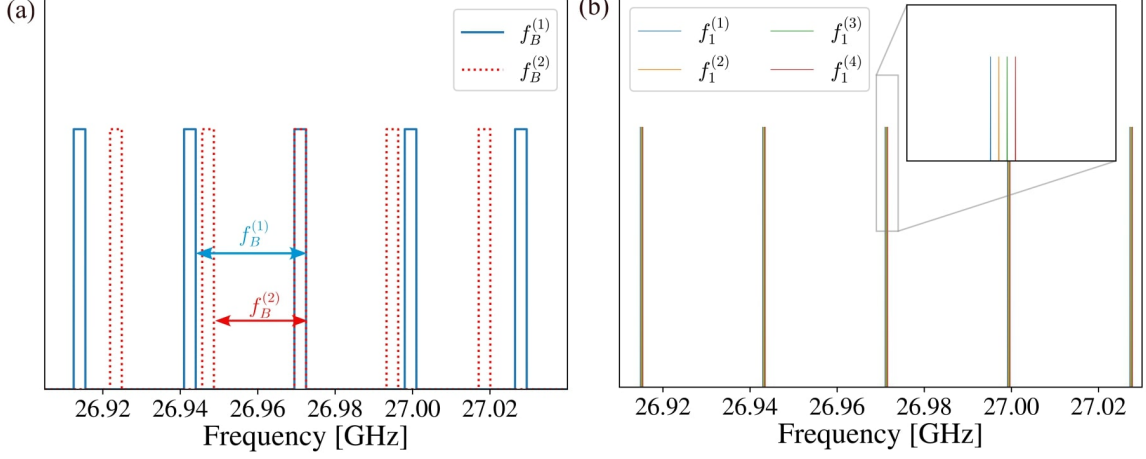 (a)
f_B^(1)
f_B^(2)
f_B^(1)
f_B^(2)
26.92 26.94 26.96 26.98 27.00 27.02
Frequency [GHz]
(b)
f_1^(1) f_1^(3)
f_1^(2) f_1^(4)
26.92 26.94 26.96 26.98 27.00 27.02
Frequency [GHz]